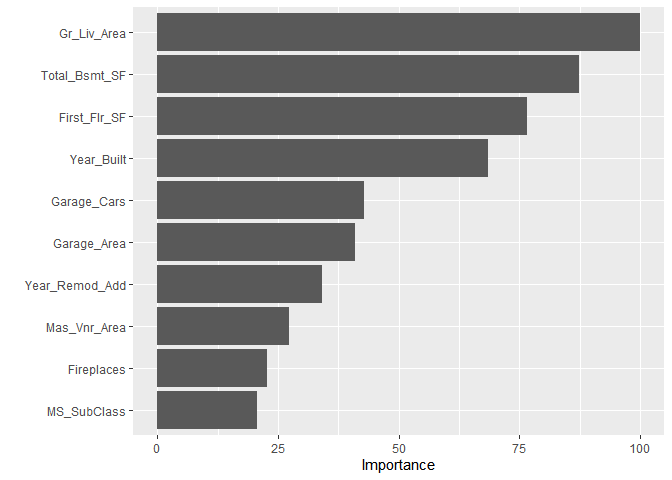 Gr_Liv_Area
Total_Bsmt_SF
First_Flr_SF
Year_Built
Garage_Cars
Garage_Area
Year_Remod_Add
Mas_Vnr_Area
Fireplaces
MS_SubClass
0 25 50 75 100
Importance